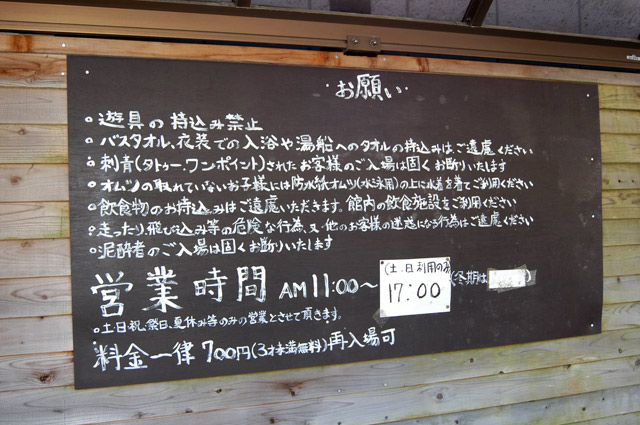 お願い
。遊具の持込み禁止
。バスタオル、衣装での入浴や湯船へのタオルの持込みは、ご遠慮ください
。刺青(タトゥー、ワンポイント)されたお客様のご入場は固くお断りいたします
。オムツの取れていないお子様には防水オムツ(水泳用)の上に水着を着てご利用ください
。飲食物のお持込みはご遠慮いただきます。館内の飲食施設をご利用ください
。走ったり、飛び込み等の危険な行為、又、他のお客様の迷惑になる行為はご遠慮ください
。泥酔者のご入場は固くお断りいたします
営業時間 AM11:00〜 17:00 (冬期は
(土、日利用の
。土、日、祝、祭日、夏休み等のみの営業とさせて頂きます。
料金一律 700円(3才未満無料)再入場可